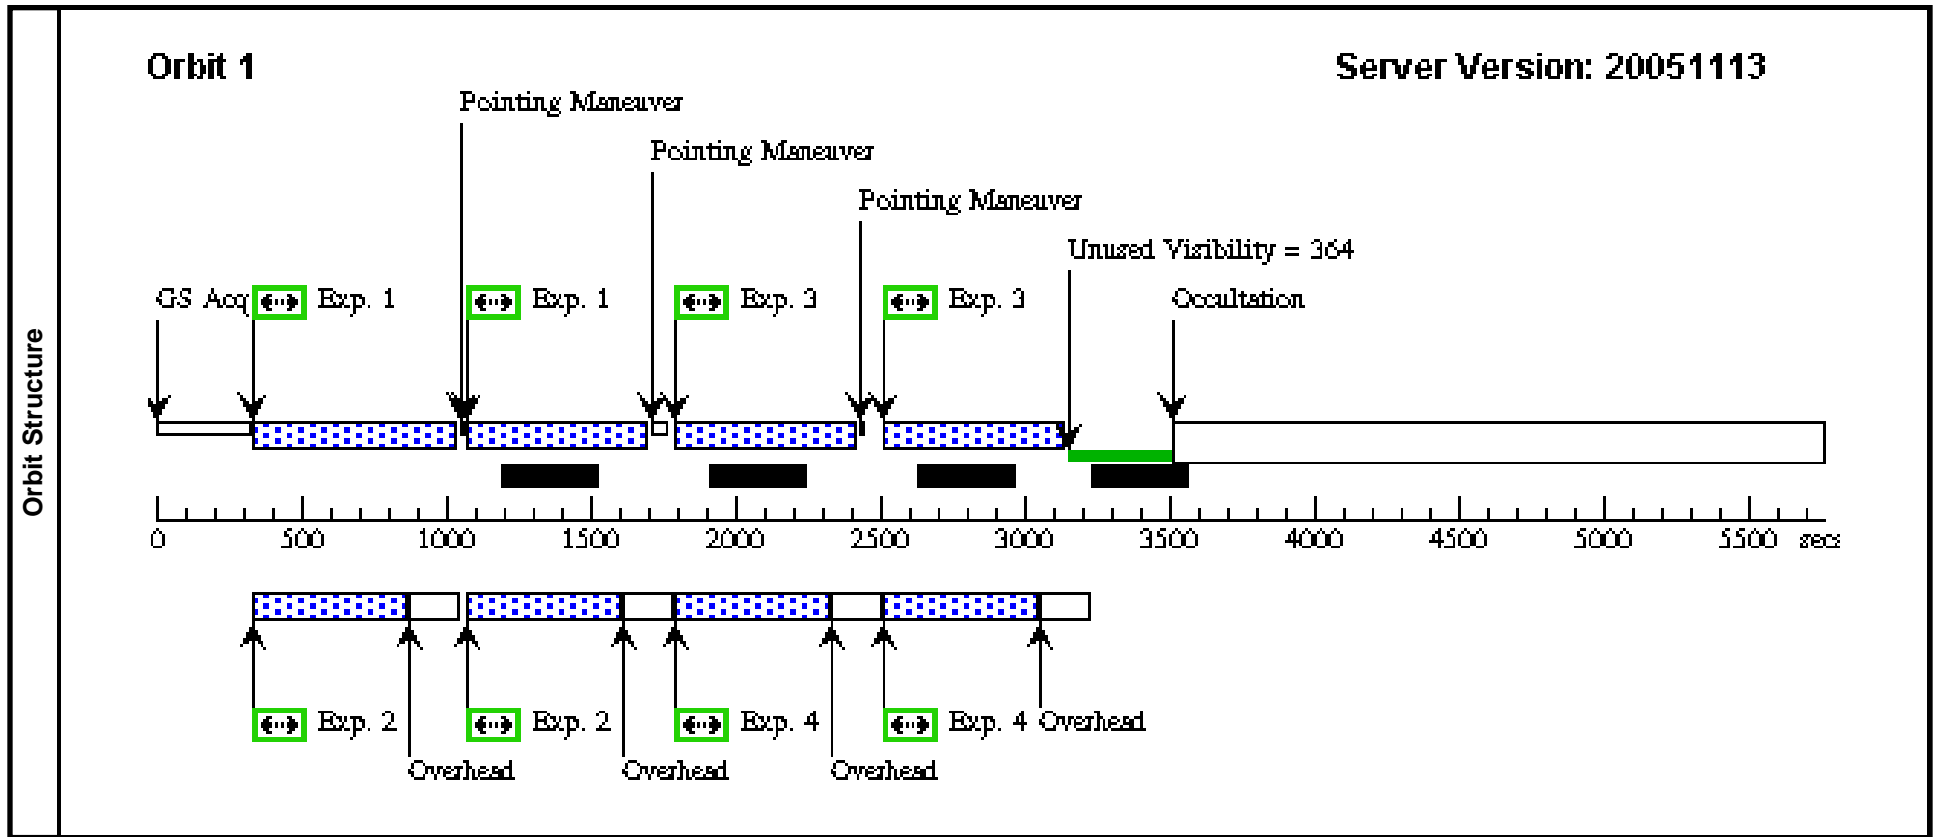 Orbit Structure
Orbit 1
Server Version: 20051113
Pointing Maneuver
Pointing Maneuver
Pointing Maneuver
Unused Visibility = 364
GS Acq
Exp. 1
Exp. 1
Exp. 3
Exp. 3
Occultation
0 500 1000 1500 2000 2500 3000 3500 4000 4500 5000 5500 secs
Exp. 2
Exp. 2
Exp. 4
Exp. 4
Overhead
Overhead
Overhead
Overhead